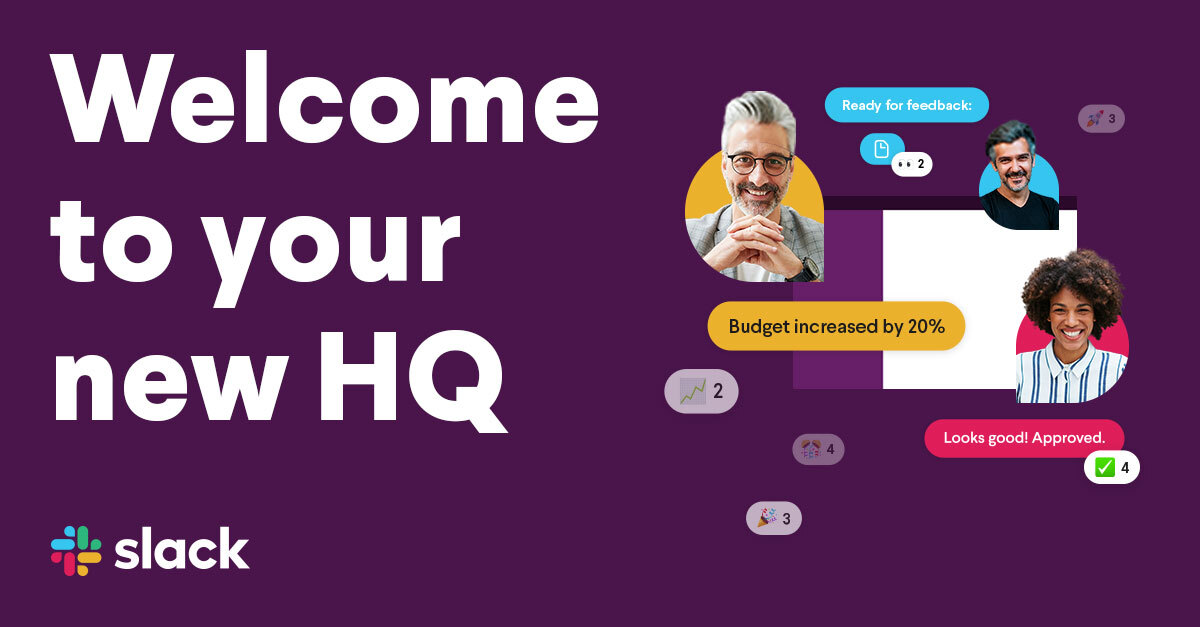 Welcome
to your
new HQ
slack
Ready for feedback:
2
3
Budget increased by 20%
2
Looks good! Approved.
4
4
3